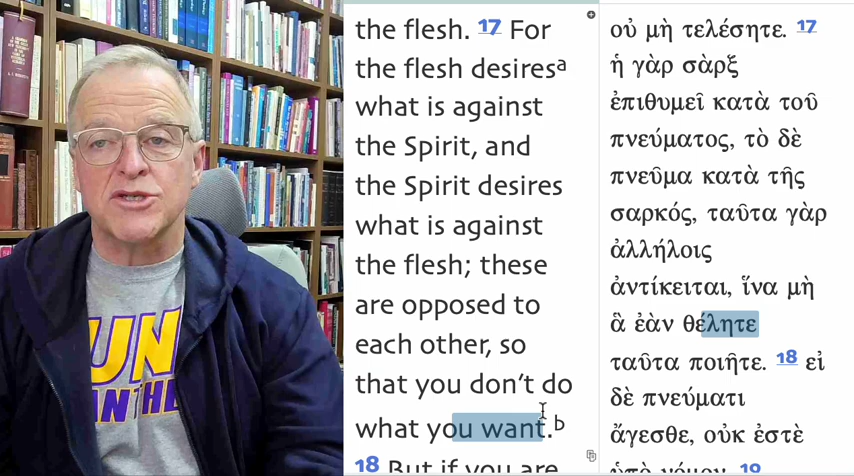 UN
the flesh. 17 For
the flesh desiresa
what is against
the Spirit, and
the Spirit desires
what is against
the flesh; these
are opposed to
each other, so
that you don't do
what you want.b
18 But if you are
οὐ μὴ τελέσητε. 17
ἡ γὰρ σὰρξ
ἐπιθυμεῖ κατὰ τοῦ
πνεύματος, τὸ δὲ
πνεῦμα κατὰ τῆς
σαρκός, ταῦτα γὰρ
ἀλλήλοις
ἀντίκειται, ἵνα μὴ
ἃ ἐὰν θέλητε
ταῦτα ποιῆτε. 18 εἰ
δὲ πνεύματι
ἄγεσθε, οὐκ ἐστὲ
ὑπὸ νόμον. 19